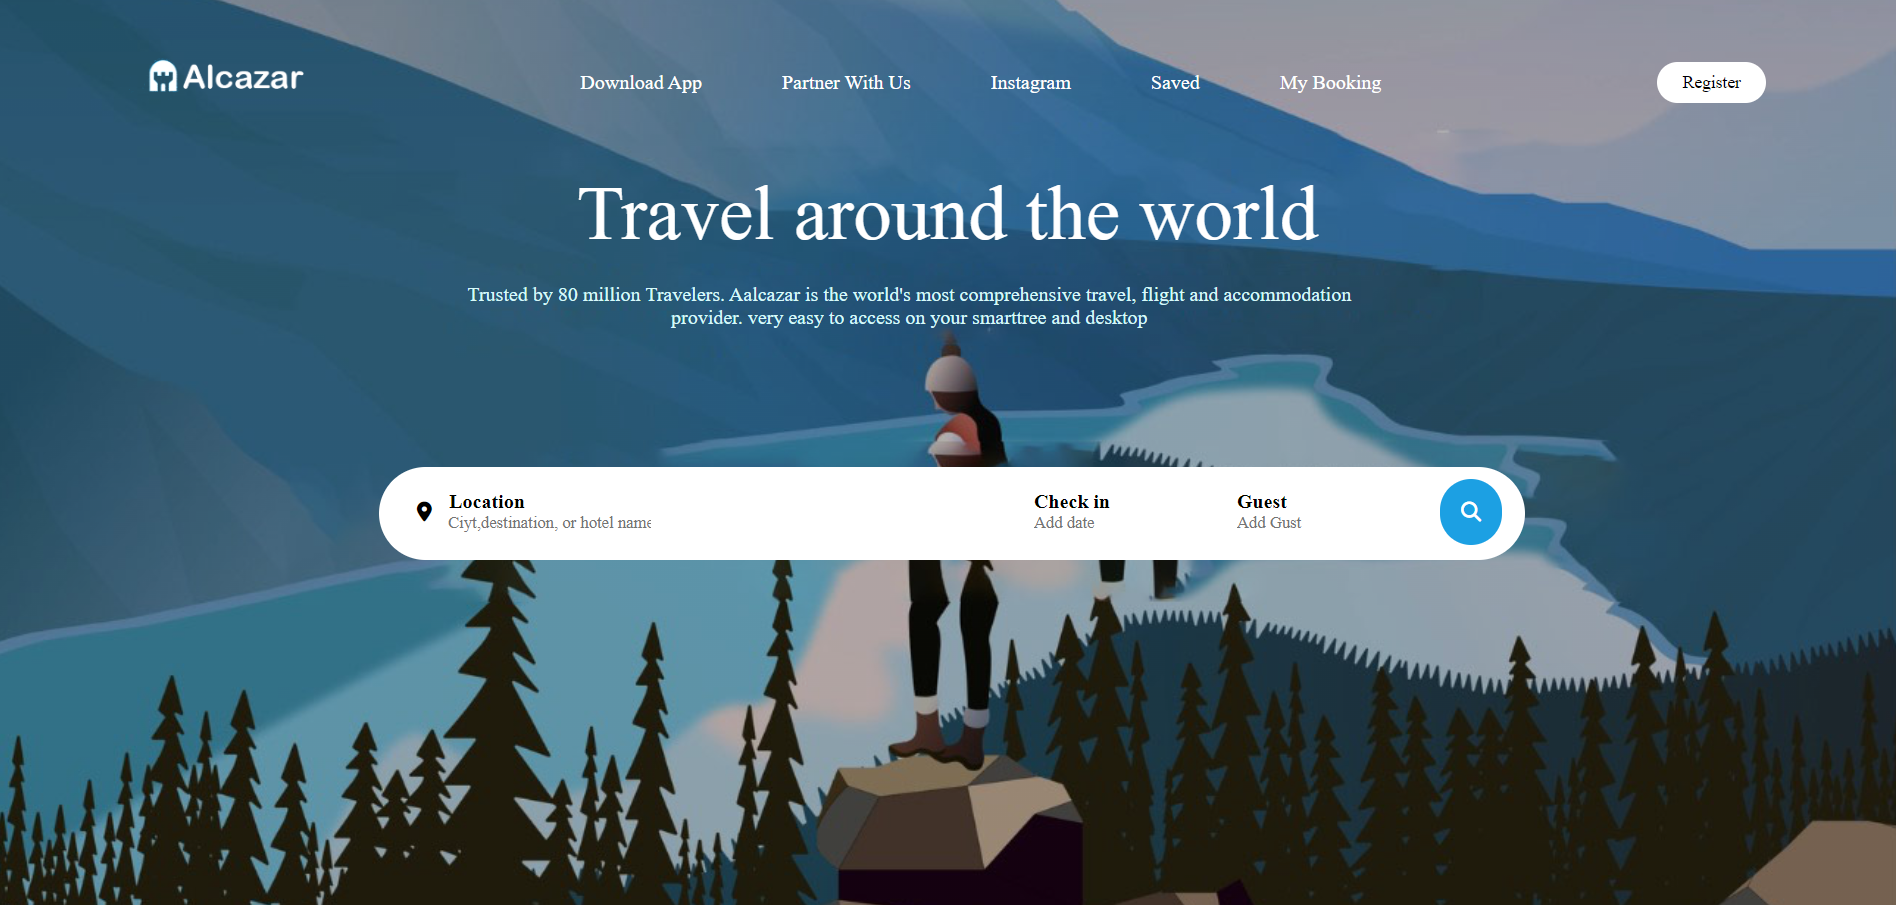 Alcazar
Download App
Partner With Us
Instagram
Saved
My Booking
Register
Travel around the world
Trusted by 80 million Travelers. Aalcazar is the world's most comprehensive travel, flight and accommodation
provider. very easy to access on your smarttree and desktop
Location
Ciyt,destination, or hotel name
Check in
Add date
Guest
Add Gust